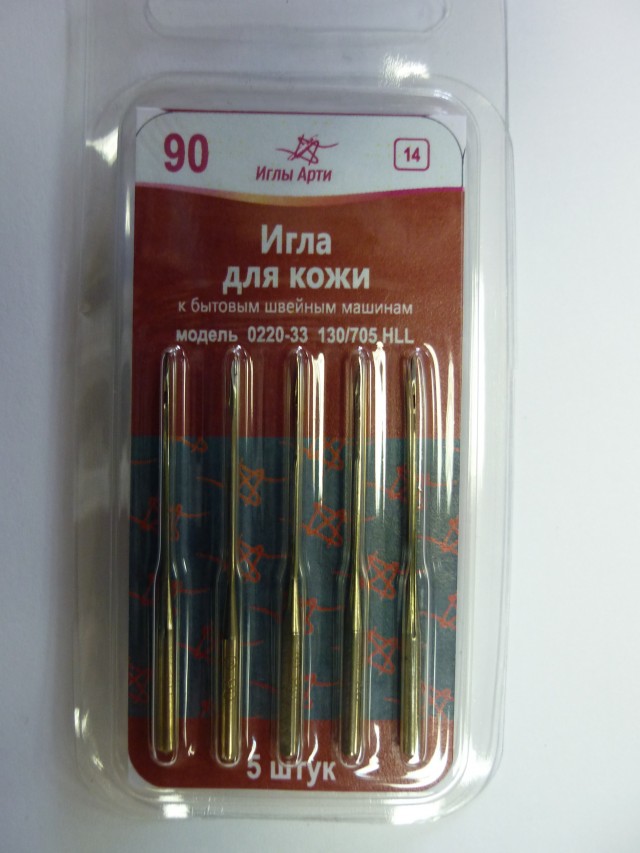 90
14
Иглы Арти
Игла
для кожи
к бытовым швейным машинам
модель 0220-33 130/705 HLL
5 штук